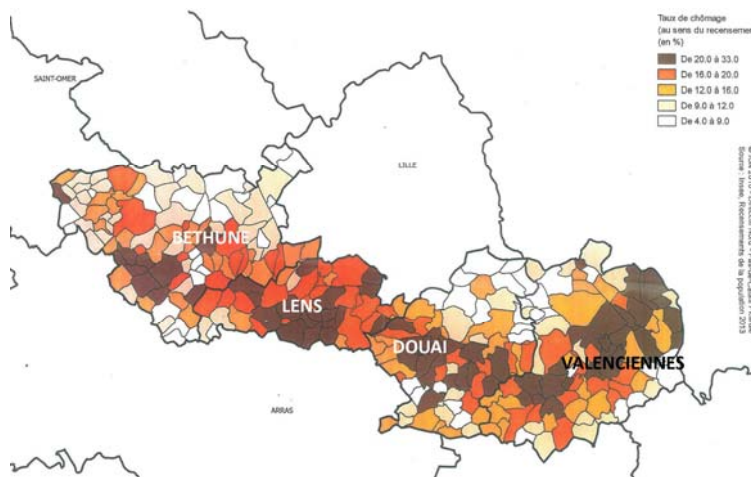 Taux de chômage
(au sens du recensement
(en %)
De 20.0 à 33.0
De 16.0 à 20.0
De 12.0 à 16.0
De 9.0 à 12.0
De 4.0 à 9.0
SAINT-OMER
LILLE
BETHUNE
LENS
DOUAI
VALENCIENNES
ARRAS
Source : Insee, Recensements de la population 2013